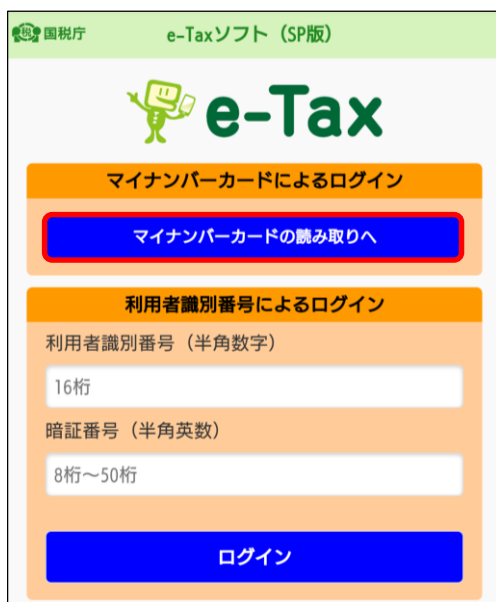 税 国税庁 e-Taxソフト（SP版）
e-Tax
マイナンバーカードによるログイン
マイナンバーカードの読み取りへ
利用者識別番号によるログイン
利用者識別番号（半角数字）
16桁
暗証番号（半角英数）
8桁～50桁
ログイン